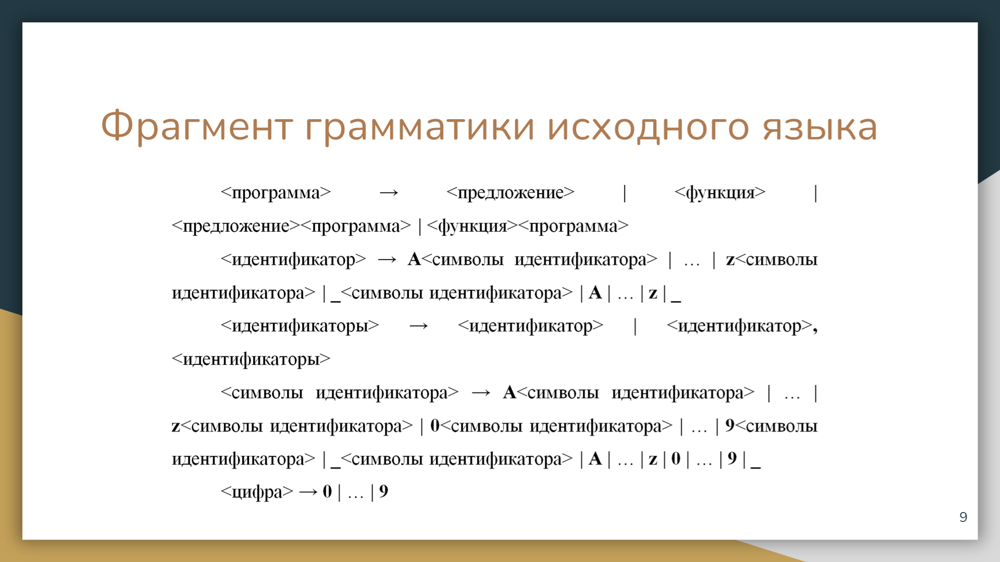 Фрагмент грамматики исходного языка
<программа> → <предложение> | <функция> |
<предложение><программа> | <функция><программа>
<идентификатор> → A<символы идентификатора> | … | z<символы
идентификатора> | _<символы идентификатора> | A | … | z | _
<идентификаторы> → <идентификатор> | <идентификатор>,
<идентификаторы>
<символы идентификатора> → A<символы идентификатора> | … |
z<символы идентификатора> | 0<символы идентификатора> | … | 9<символы
идентификатора> | _<символы идентификатора> | A | … | z | 0 | … | 9 | _
<цифра> → 0 | … | 9
9